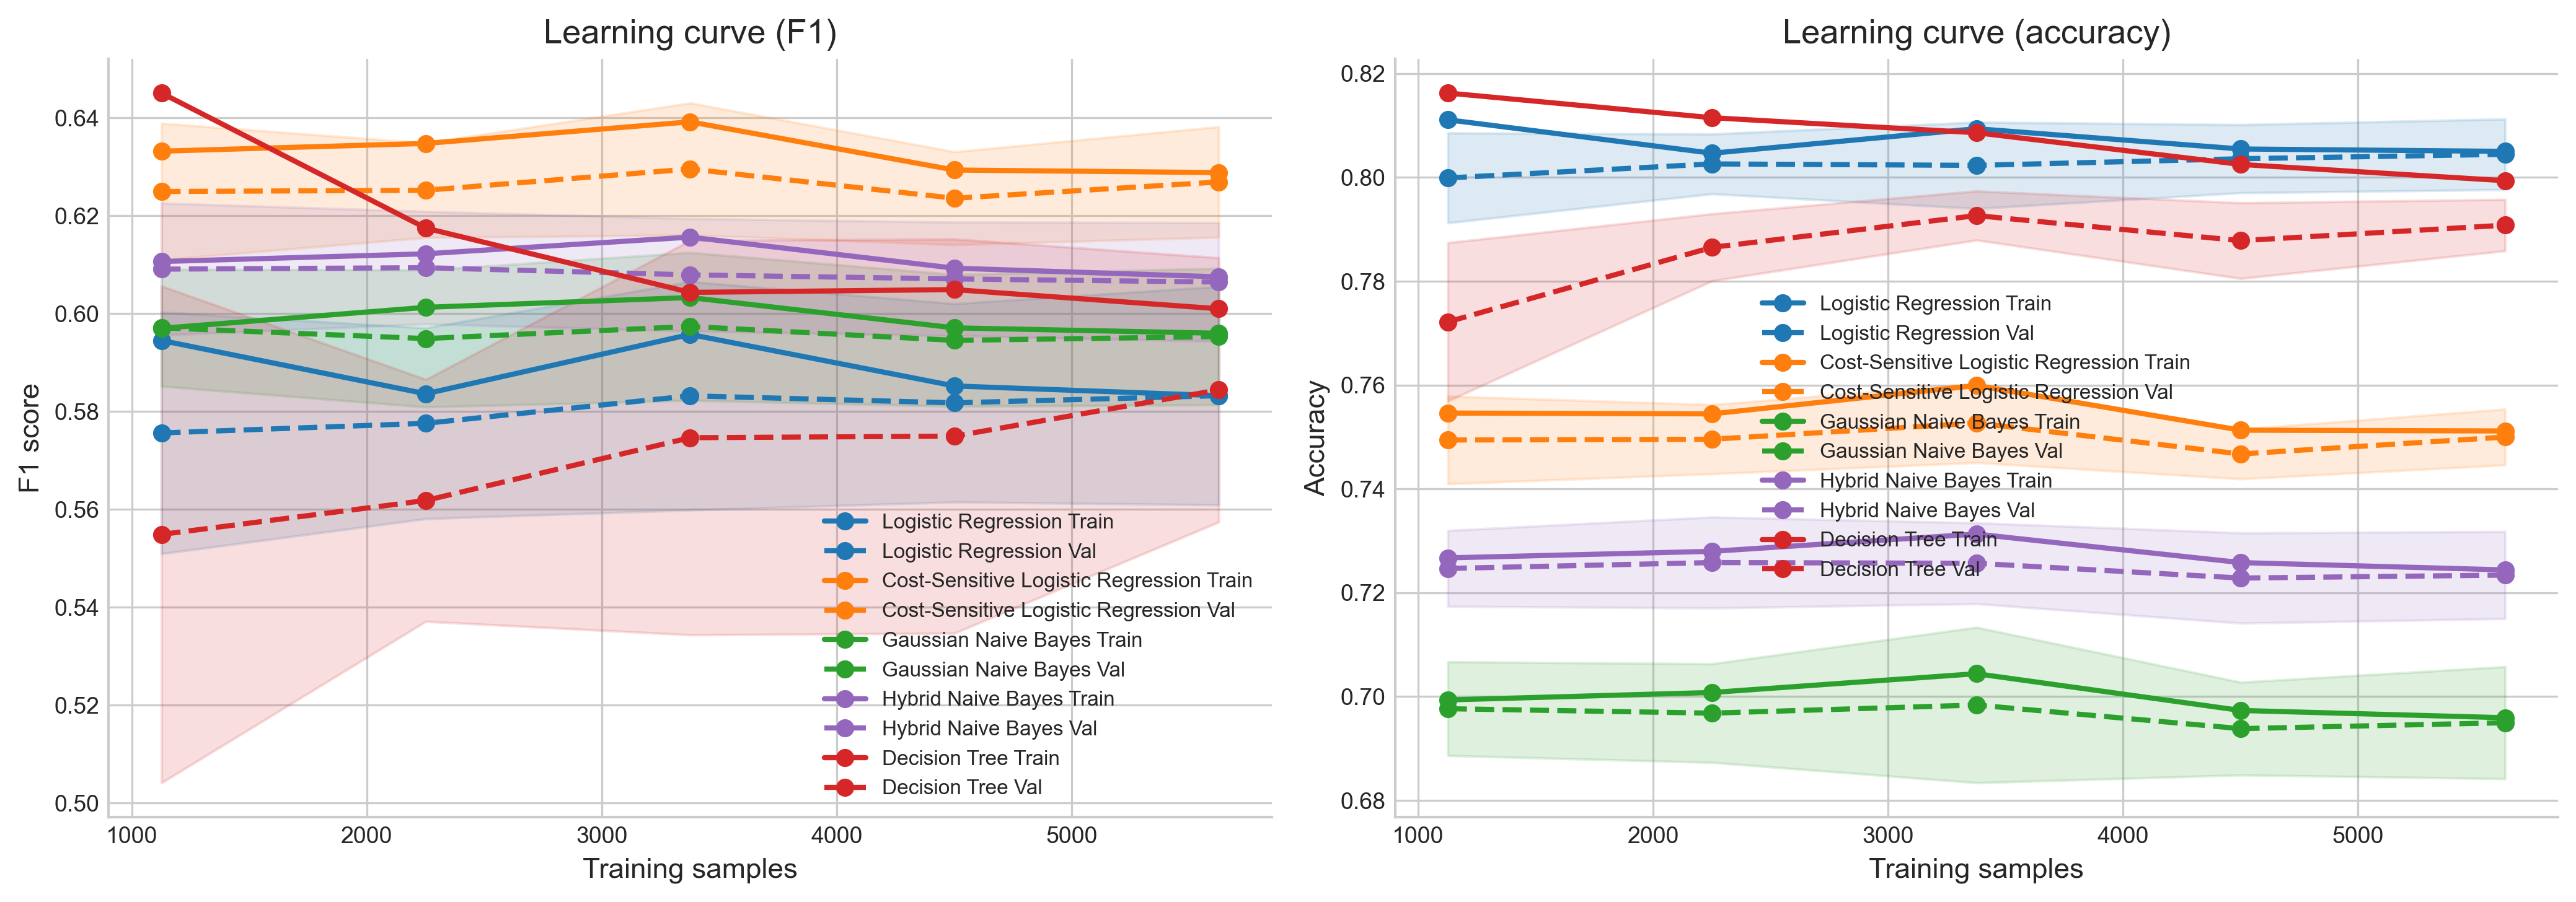 Learning curve (F1)
F1 score
0.64
0.62
0.60
0.58
0.56
0.54
0.52
0.50
1000 2000 3000 4000 5000
Training samples
Logistic Regression Train
Logistic Regression Val
Cost-Sensitive Logistic Regression Train
Cost-Sensitive Logistic Regression Val
Gaussian Naive Bayes Train
Gaussian Naive Bayes Val
Hybrid Naive Bayes Train
Hybrid Naive Bayes Val
Decision Tree Train
Decision Tree Val
Learning curve (accuracy)
Accuracy
0.82
0.80
0.78
0.76
0.74
0.72
0.70
0.68
1000 2000 3000 4000 5000
Training samples
Logistic Regression Train
Logistic Regression Val
Cost-Sensitive Logistic Regression Train
Cost-Sensitive Logistic Regression Val
Gaussian Naive Bayes Train
Gaussian Naive Bayes Val
Hybrid Naive Bayes Train
Hybrid Naive Bayes Val
Decision Tree Train
Decision Tree Val